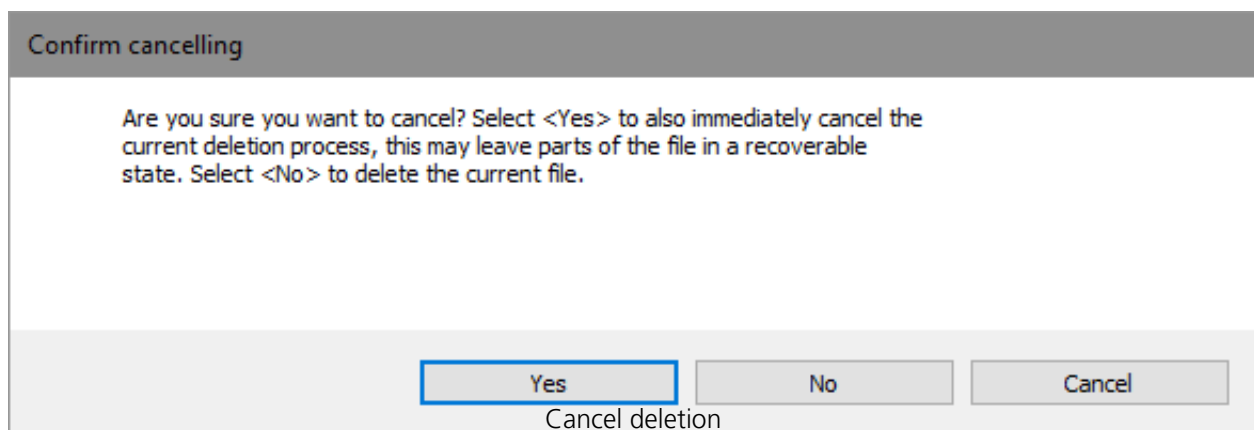 Confirm cancelling
Are you sure you want to cancel? Select <Yes> to also immediately cancel the
current deletion process, this may leave parts of the file in a recoverable
state. Select <No> to delete the current file.
Yes No Cancel
Cancel deletion